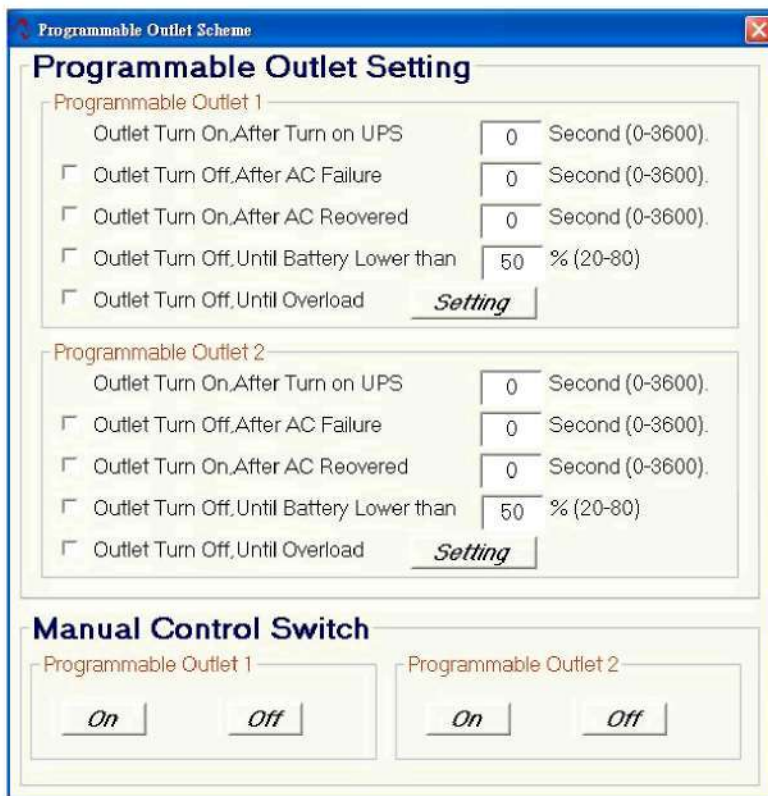 Programmable Outlet Scheme
Programmable Outlet Setting
Programmable Outlet 1
Outlet Turn On,After Turn on UPS 0 Second (0-3600).
Outlet Turn Off,After AC Failure 0 Second (0-3600).
Outlet Turn On,After AC Reovered 0 Second (0-3600).
Outlet Turn Off,Until Battery Lower than 50 % (20-80)
Outlet Turn Off,Until Overload Setting
Programmable Outlet 2
Outlet Turn On,After Turn on UPS 0 Second (0-3600).
Outlet Turn Off,After AC Failure 0 Second (0-3600).
Outlet Turn On,After AC Reovered 0 Second (0-3600).
Outlet Turn Off,Until Battery Lower than 50 % (20-80)
Outlet Turn Off,Until Overload Setting
Manual Control Switch
Programmable Outlet 1 Programmable Outlet 2
On Off On Off